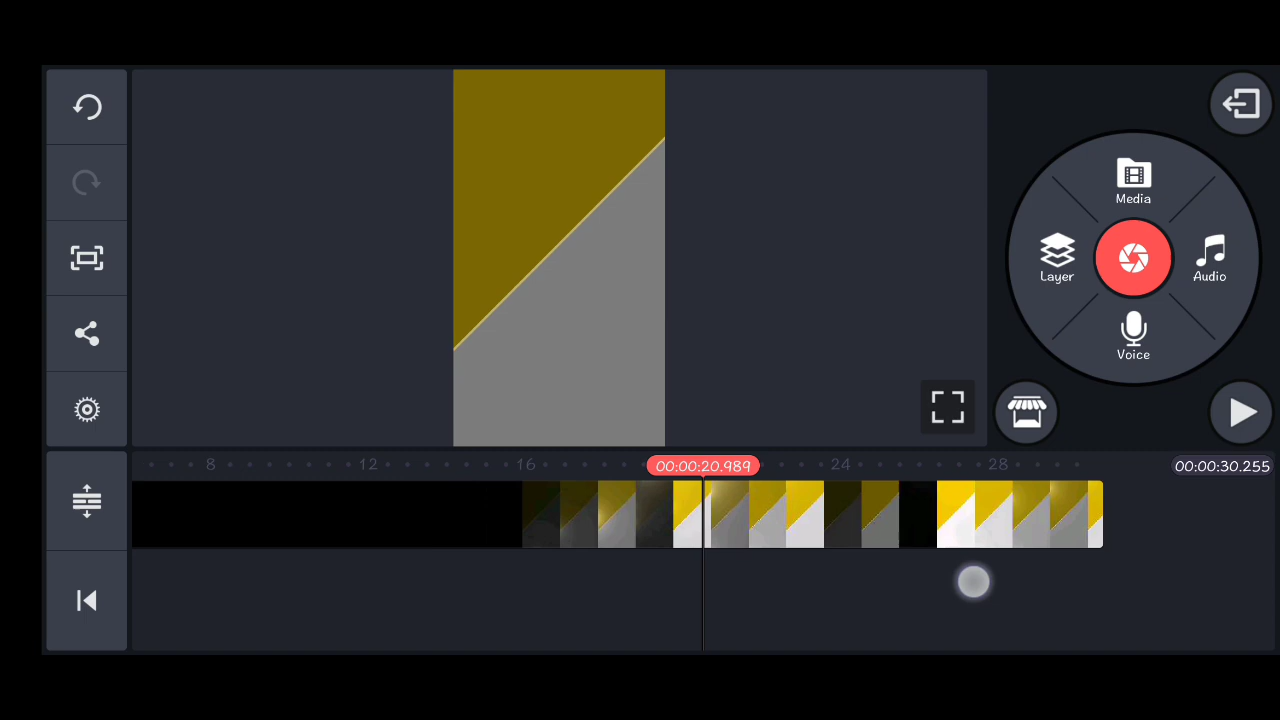 Media
Layer
Audio
Voice
8
12
16
00:00:20.989
24
28
00:00:30.255